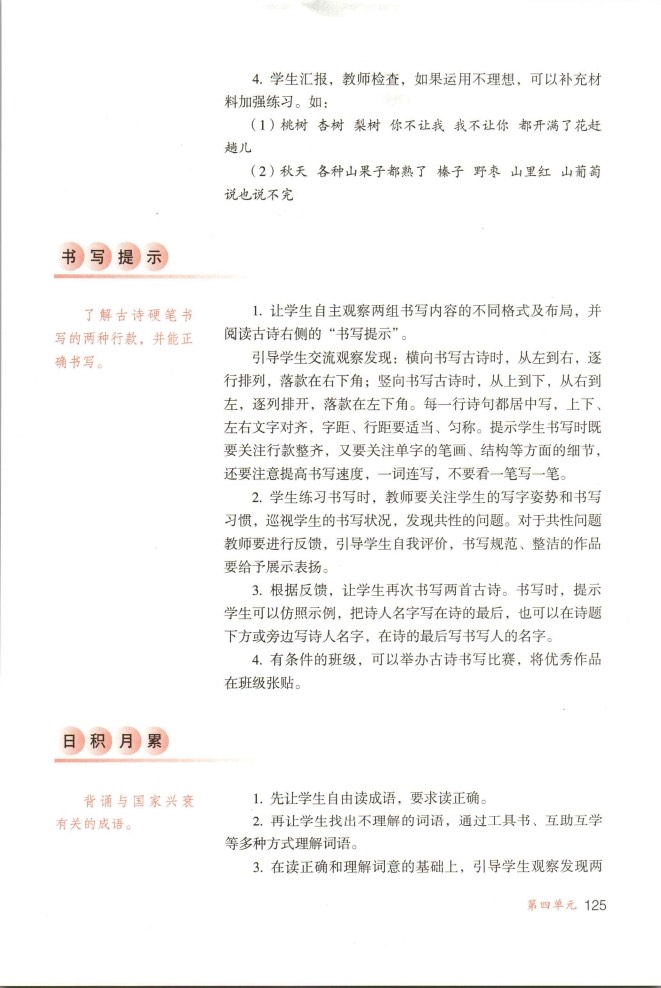 4. 学生汇报，教师检查，如果运用不理想，可以补充材
料加强练习。如：
（1）桃树 杏树 梨树 你不让我 我不让你 都开满了花赶
趟儿
（2）秋天 各种山果子都熟了 榛子 野枣 山里红 山葡萄
说也说不完
书写提示
了解古诗硬笔书
写的两种行款，并能正
确书写。
1. 让学生自主观察两组书写内容的不同格式及布局，并
阅读古诗右侧的“书写提示”。
引导学生交流观察发现：横向书写古诗时，从左到右，逐
行排列，落款在右下角；竖向书写古诗时，从上到下，从右到
左，逐列排开，落款在左下角。每一行诗句都居中写，上下、
左右文字对齐，字距、行距要适当、匀称。提示学生书写时既
要关注行款整齐，又要关注单字的笔画、结构等方面的细节，
还要注意提高书写速度，一词连写，不要看一笔写一笔。
2. 学生练习书写时，教师要关注学生的写字姿势和书写
习惯，巡视学生的书写状况，发现共性的问题。对于共性问题
教师要进行反馈，引导学生自我评价，书写规范、整洁的作品
要给予展示表扬。
3. 根据反馈，让学生再次书写两首古诗。书写时，提示
学生可以仿照示例，把诗人名字写在诗的最后，也可以在诗题
下方或旁边写诗人名字，在诗的最后写书写人的名字。
4. 有条件的班级，可以举办古诗书写比赛，将优秀作品
在班级张贴。
日积月累
背诵与国家兴衰
有关的成语。
1. 先让学生自由读成语，要求读正确。
2. 再让学生找出不理解的词语，通过工具书、互助互学
等多种方式理解词语。
3. 在读正确和理解词意的基础上，引导学生观察发现两
第四单元 125